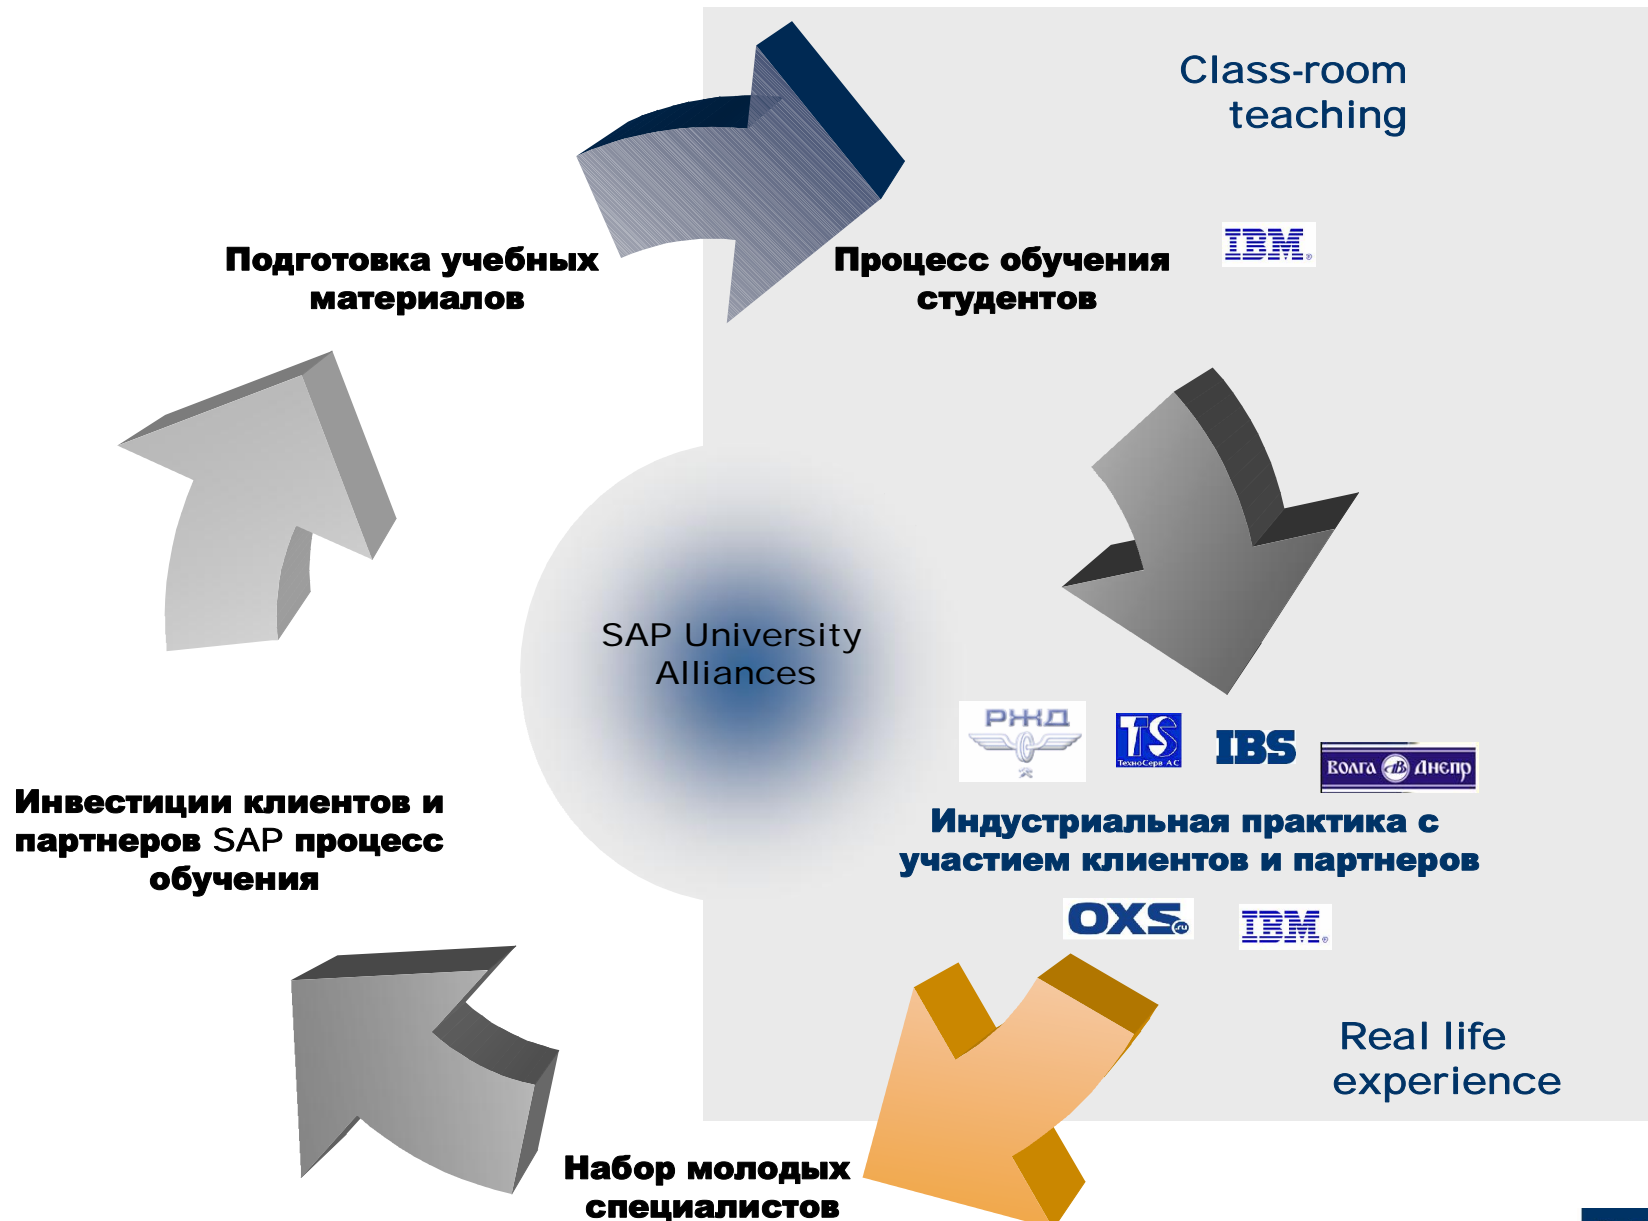 Class-room
teaching
IBM®
Подготовка учебных
материалов
Процесс обучения
студентов
SAP University
Alliances
РЖД
TS
ТехноСерв АС
IBS
Волга Днепр
Инвестиции клиентов и
партнеров SAP процесс
обучения
Индустриальная практика с
участием клиентов и партнеров
OXS.ru
IBM®
Real life
experience
Набор молодых
специалистов